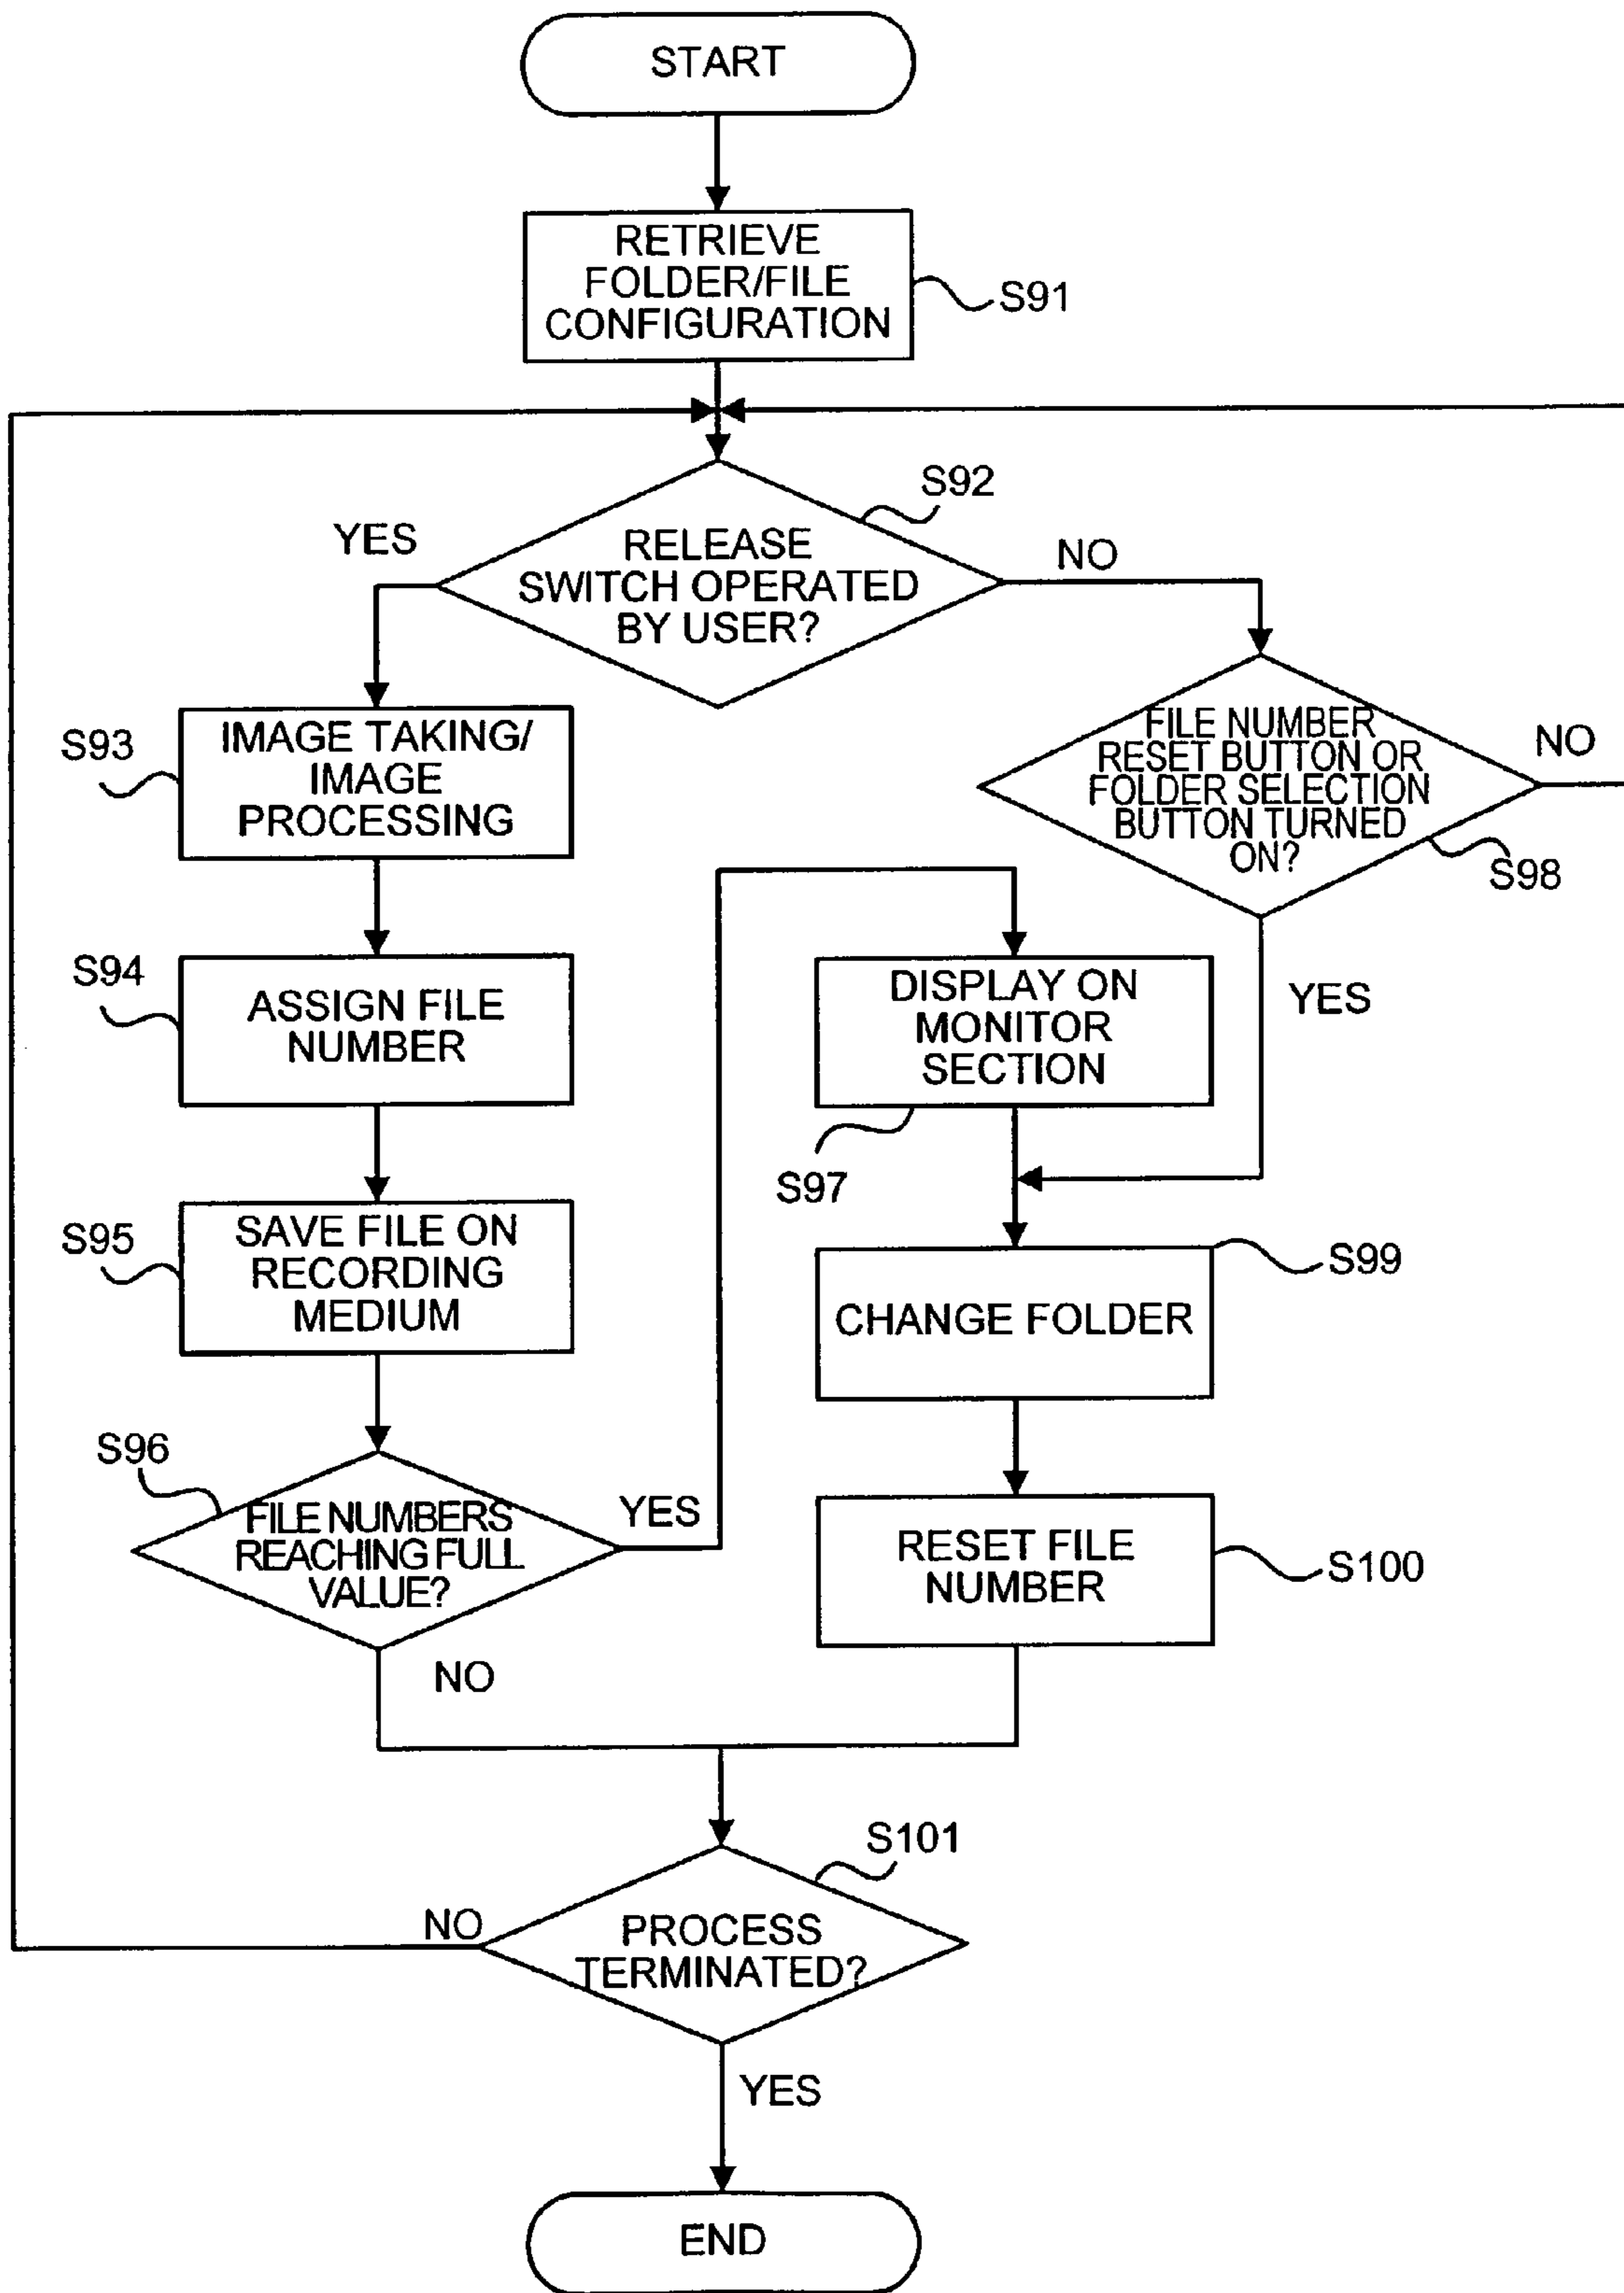 START
RETRIEVE
FOLDER/FILE
CONFIGURATION
S91
S92
YES
RELEASE
SWITCH OPERATED
BY USER?
NO
S93
IMAGE TAKING/
IMAGE
PROCESSING
FILE NUMBER
RESET BUTTON OR
FOLDER SELECTION
BUTTON TURNED
ON?
NO
S98
YES
S94
ASSIGN FILE
NUMBER
DISPLAY ON
MONITOR
SECTION
S97
S95
SAVE FILE ON
RECORDING
MEDIUM
S99
CHANGE FOLDER
S96
FILE NUMBERS
REACHING FULL
VALUE?
YES
NO
RESET FILE
NUMBER
S100
S101
NO
PROCESS
TERMINATED?
YES
END